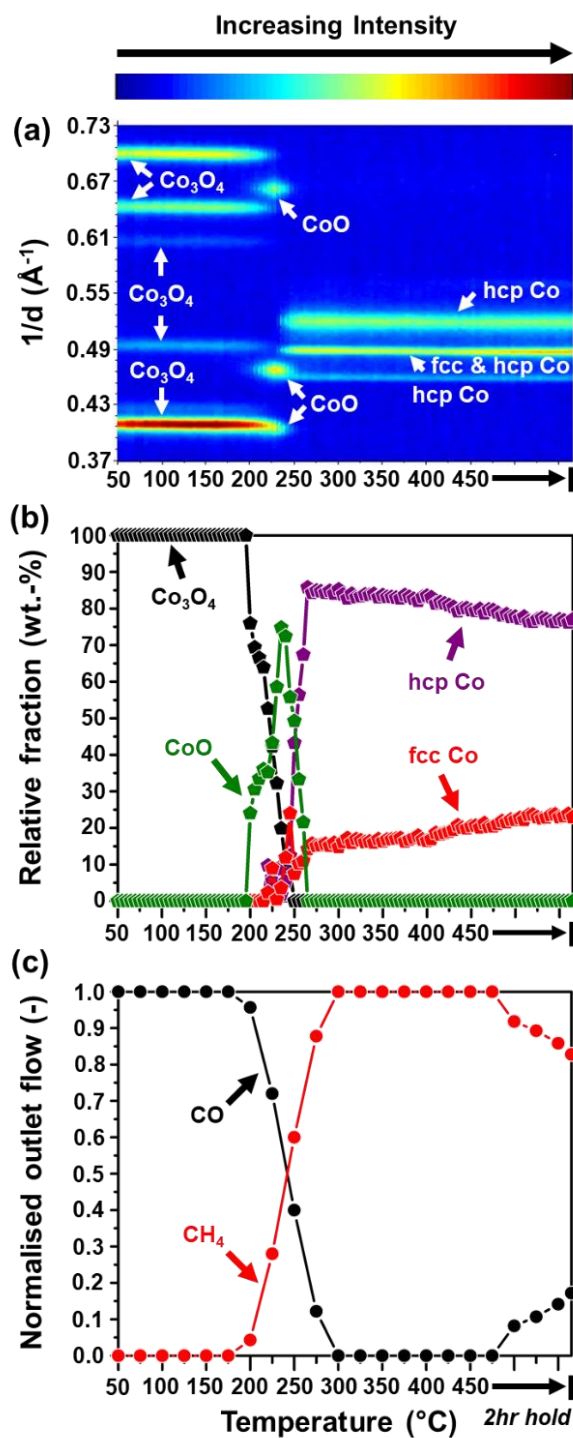 Increasing Intensity
(a)
0.73
0.67
0.61
0.55
0.49
0.43
0.37
1/d (Å⁻¹)
Co₃O₄
CoO
Co₃O₄
hcp Co
Co₃O₄
fcc & hcp Co
CoO
hcp Co
50 100 150 200 250 300 350 400 450
(b)
100
90
80
70
60
50
40
30
20
10
0
Relative fraction (wt.-%)
Co₃O₄
hcp Co
CoO
fcc Co
50 100 150 200 250 300 350 400 450
(c)
1.0
0.9
0.8
0.7
0.6
0.5
0.4
0.3
0.2
0.1
0.0
Normalised outlet flow (-)
CO
CH₄
50 100 150 200 250 300 350 400 450
Temperature (°C) 2hr hold